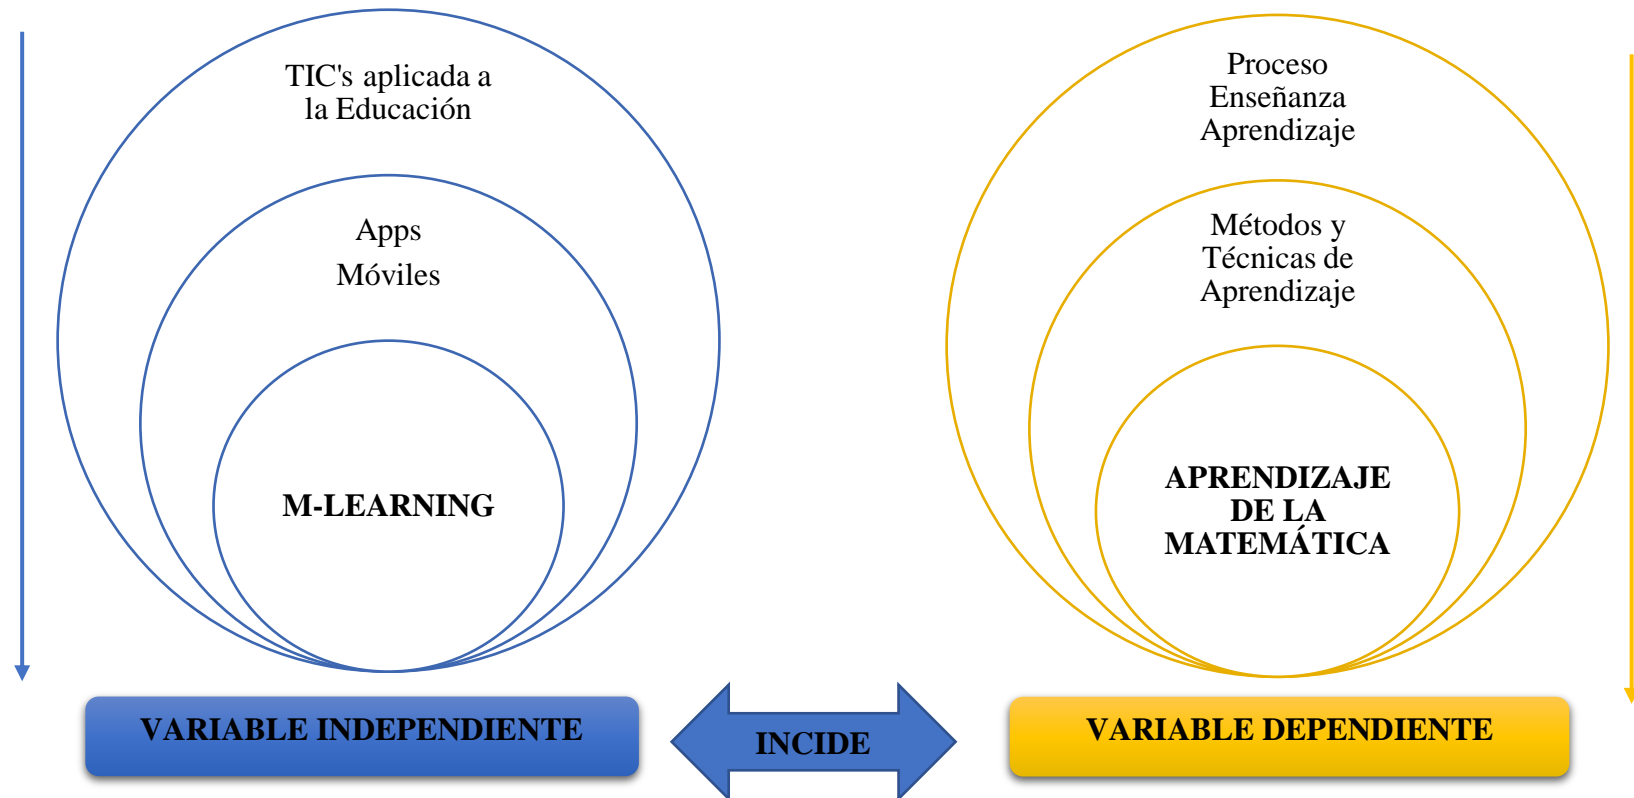 TIC's aplicada a
la Educación
Apps
Móviles
M-LEARNING
VARIABLE INDEPENDIENTE
INCIDE
Proceso
Enseñanza
Aprendizaje
Métodos y
Técnicas de
Aprendizaje
APRENDIZAJE
DE LA
MATEMÁTICA
VARIABLE DEPENDIENTE